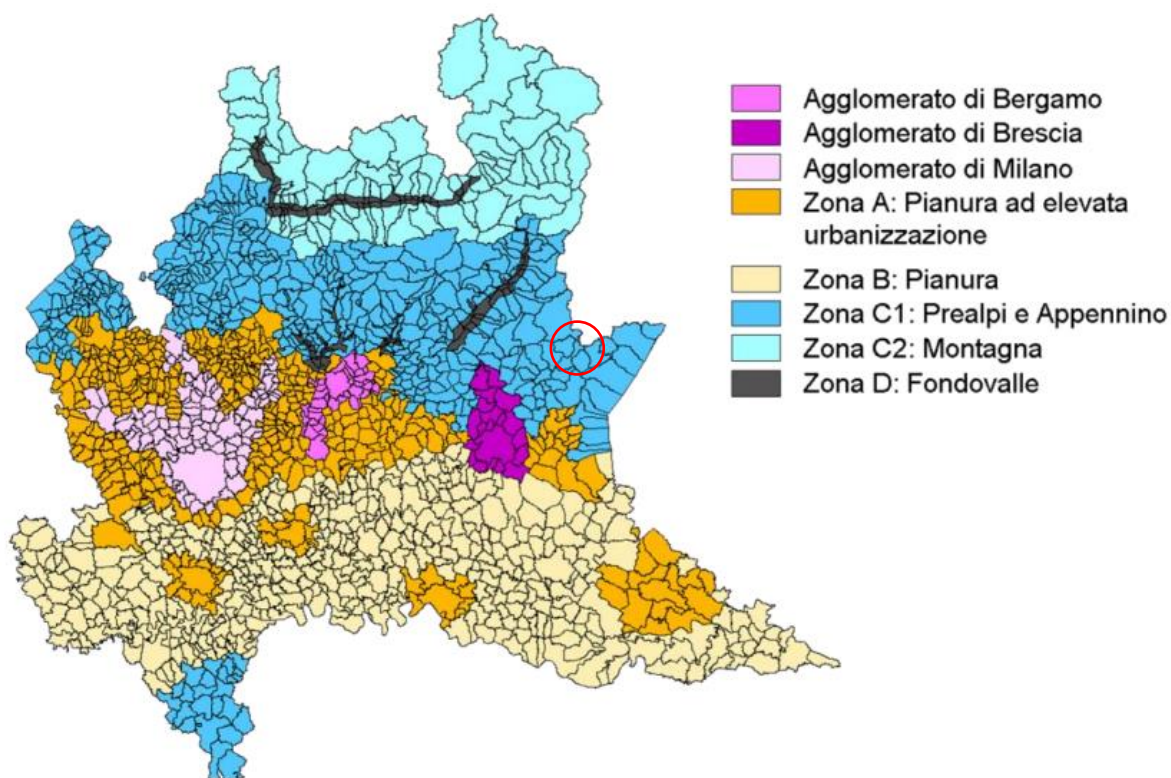 Agglomerato di Bergamo
Agglomerato di Brescia
Agglomerato di Milano
Zona A: Pianura ad elevata
urbanizzazione
Zona B: Pianura
Zona C1: Prealpi e Appennino
Zona C2: Montagna
Zona D: Fondovalle